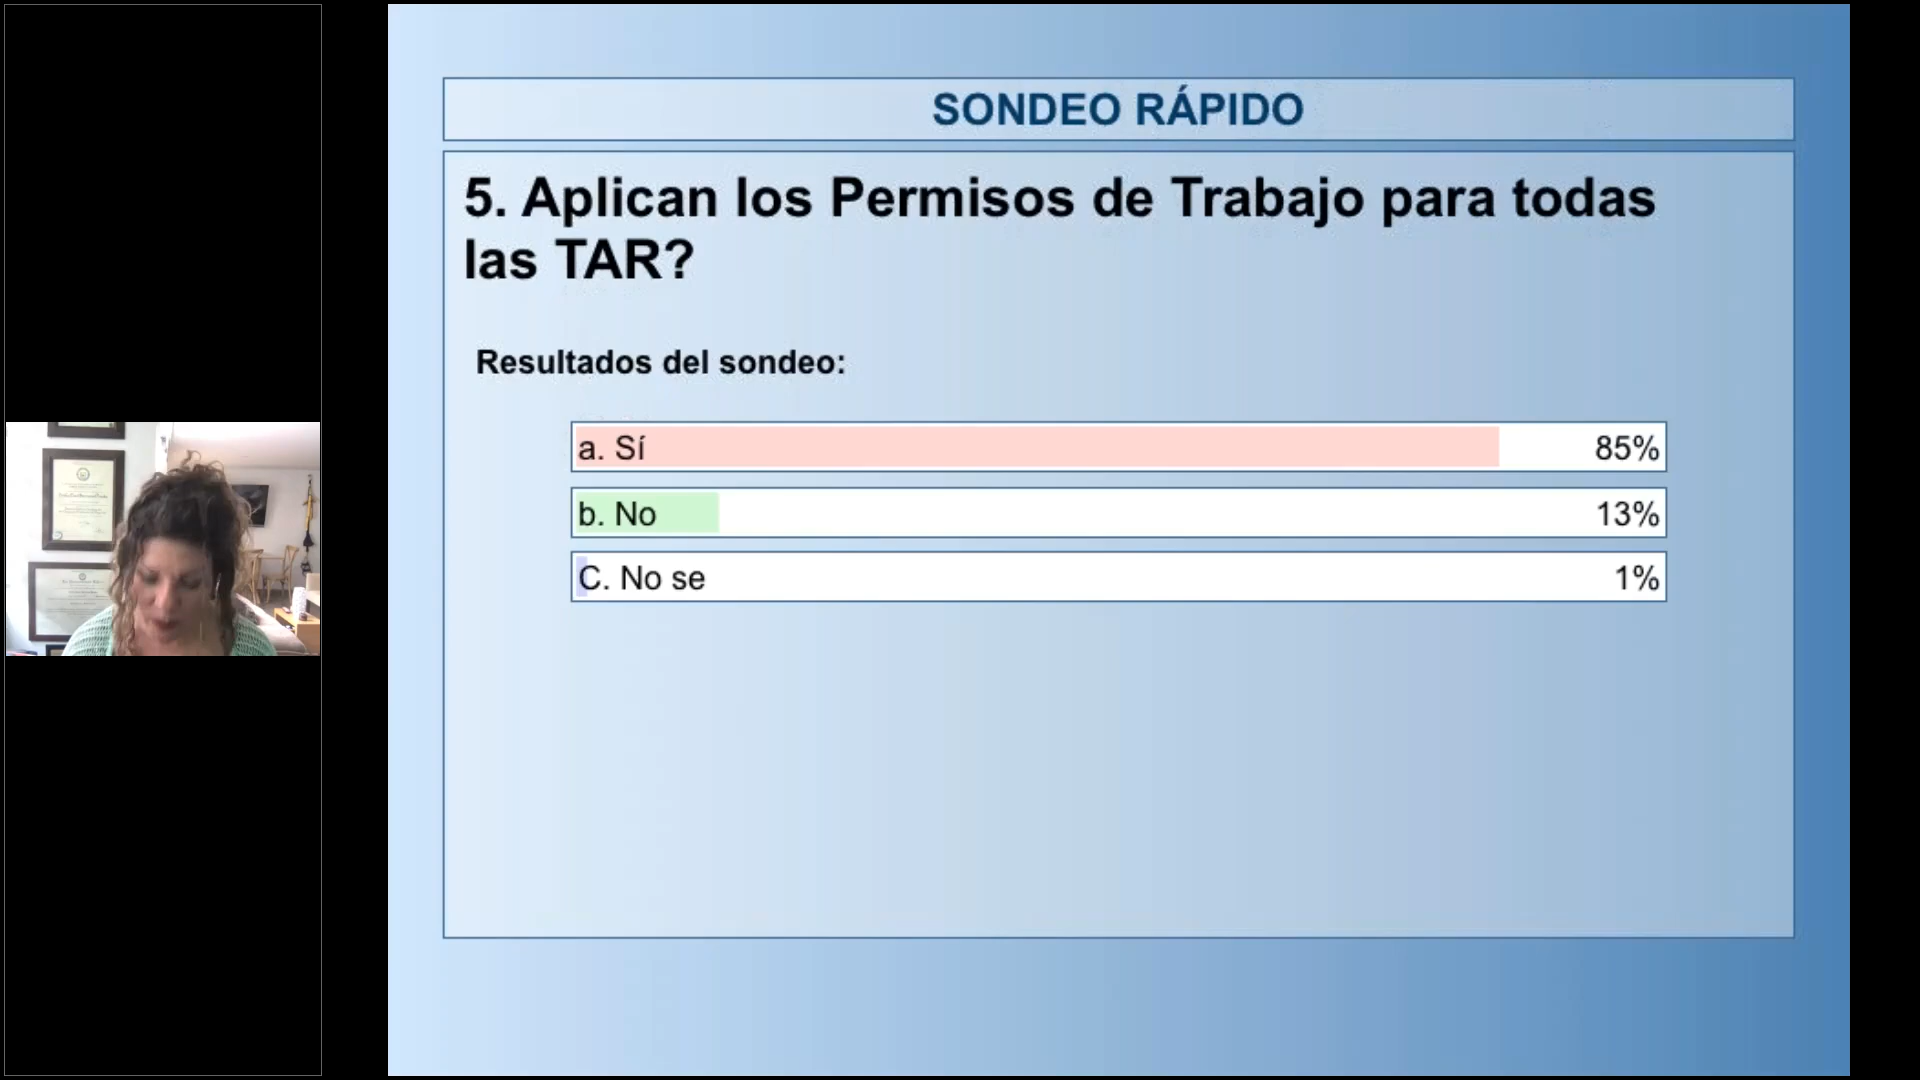 SONDEO RÁPIDO
5. Aplican los Permisos de Trabajo para todas
las TAR?
Resultados del sondeo:
a. Sí 85%
b. No 13%
C. No se 1%